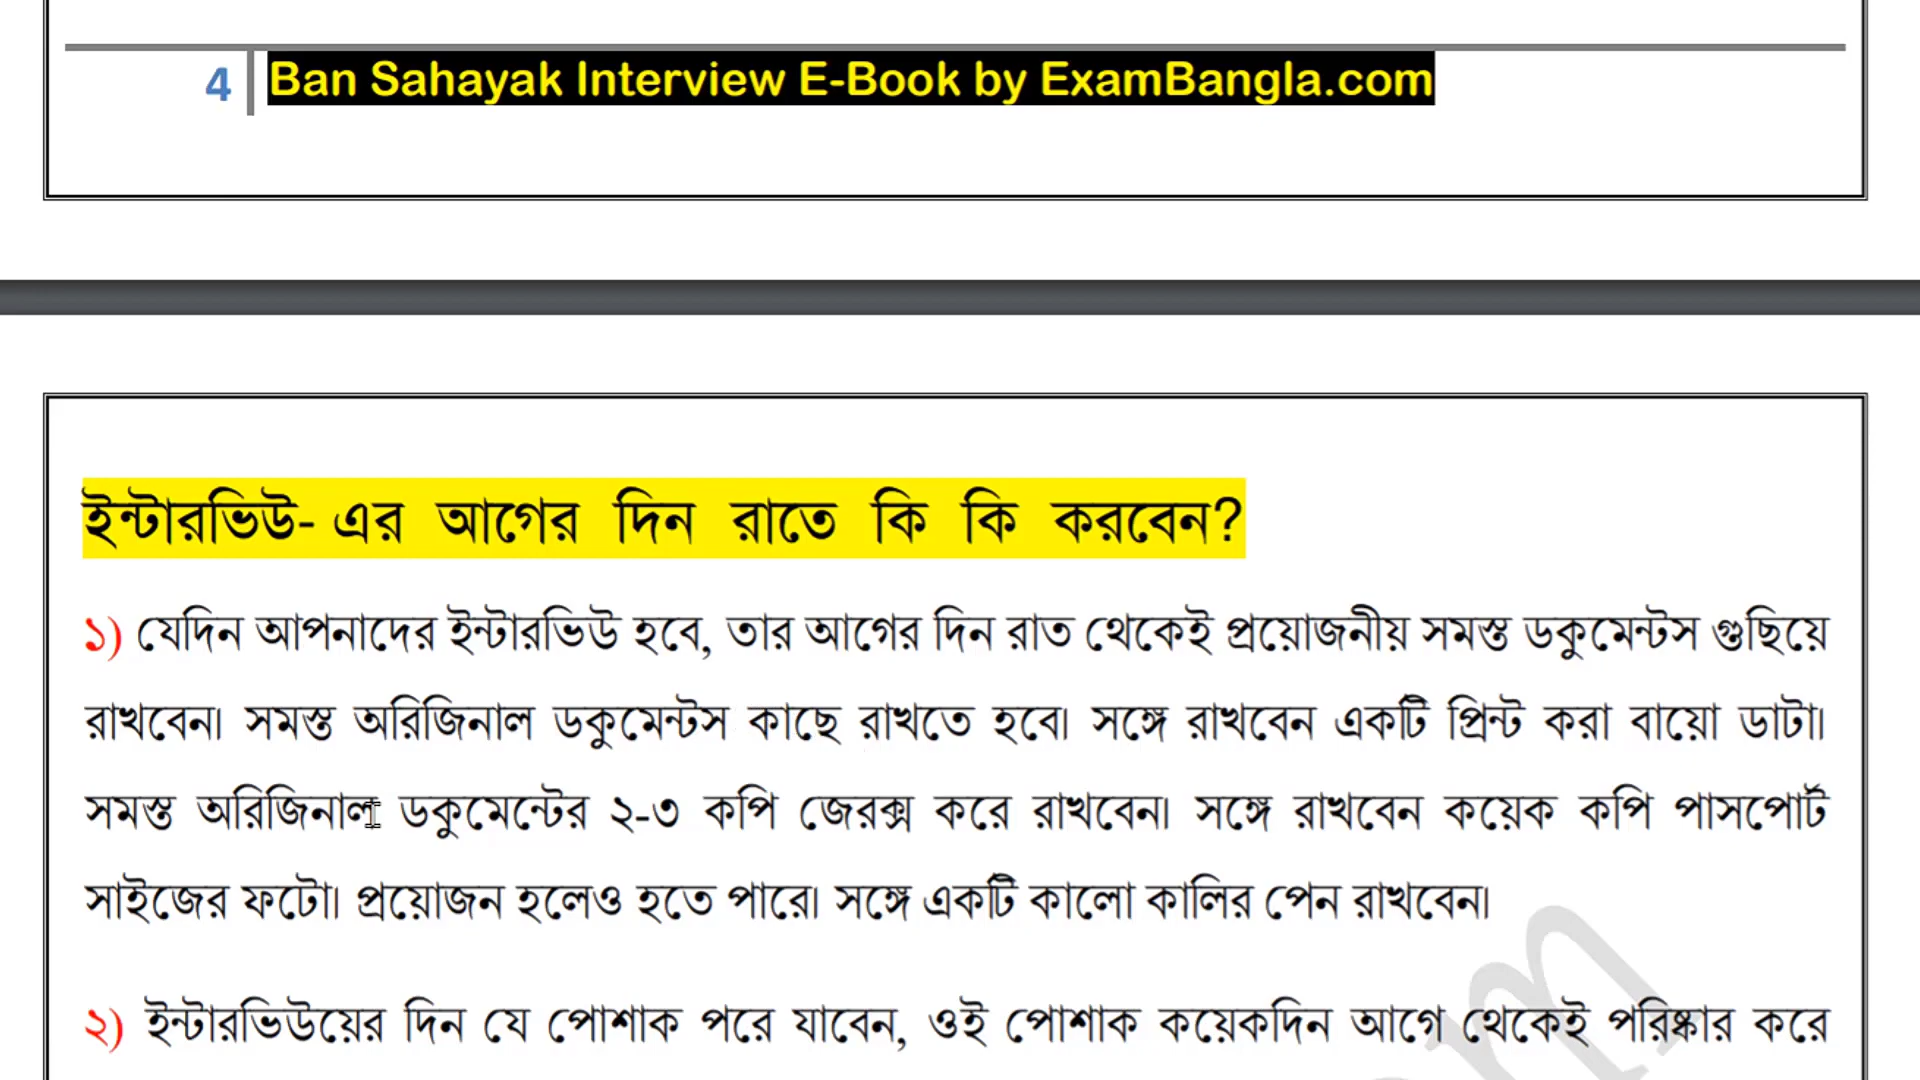 4 Ban Sahayak Interview E-Book by ExamBangla.com
ইন্টারভিউ- এর আগের দিন রাতে কি কি করবেন?
১) যেদিন আপনাদের ইন্টারভিউ হবে, তার আগের দিন রাত থেকেই প্রয়োজনীয় সমস্ত ডকুমেন্টস গুছিয়ে
রাখবেন। সমস্ত অরিজিনাল ডকুমেন্টস কাছে রাখতে হবে। সঙ্গে রাখবেন একটি প্রিন্ট করা বায়ো ডাটা।
সমস্ত অরিজিনাল ডকুমেন্টের ২-৩ কপি জেরক্স করে রাখবেন। সঙ্গে রাখবেন কয়েক কপি পাসপোর্ট
সাইজের ফটো। প্রয়োজন হলেও হতে পারে। সঙ্গে একটি কালো কালির পেন রাখবেন।
২) ইন্টারভিউয়ের দিন যে পোশাক পরে যাবেন, ওই পোশাক কয়েকদিন আগে থেকেই পরিষ্কার করে
om